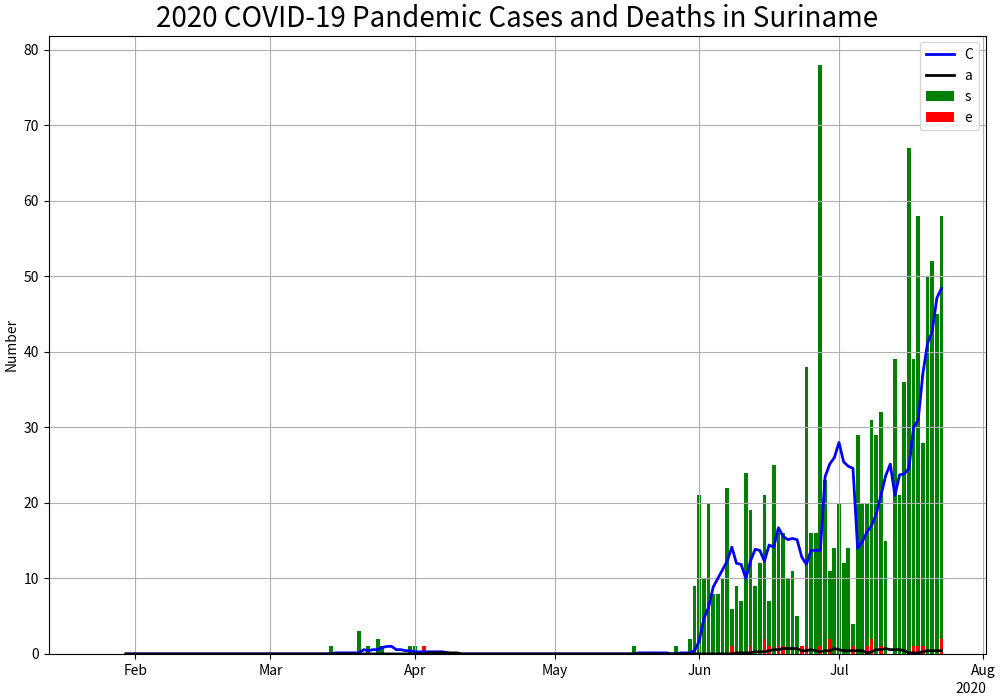 2020 COVID-19 Pandemic Cases and Deaths in Suriname
80
70
60
50
40
30
20
10
0
Number
C
a
s
e
Feb
Mar
Apr
May
Jun
Jul
Aug
2020